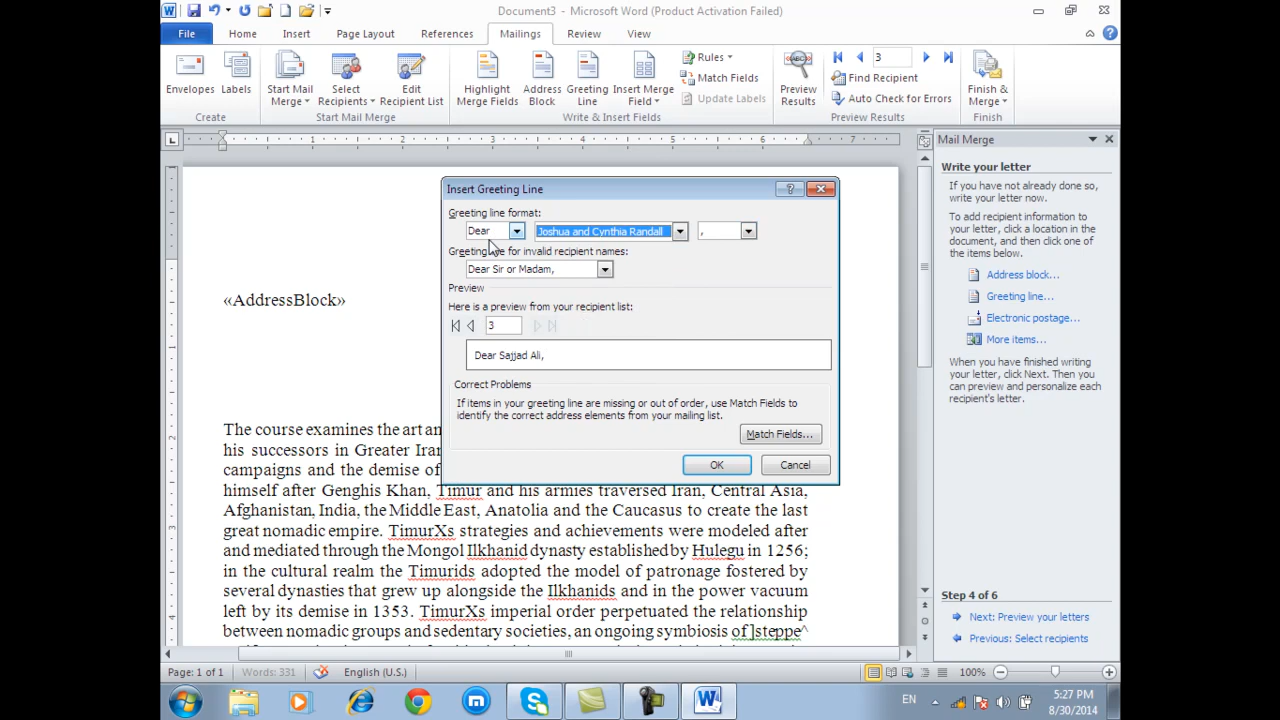 Document3 - Microsoft Word (Product Activation Failed)
File Home Insert Page Layout References Mailings Review View
Envelopes
Labels
Create
Start Mail Merge
Select Recipients
Edit Recipient List
Start Mail Merge
Highlight Merge Fields
Address Block
Greeting Line
Insert Merge Field
Rules
Match Fields
Update Labels
Write & Insert Fields
ABC
Preview Results
3
Find Recipient
Auto Check for Errors
Preview Results
Finish & Merge
Finish
1 2 3 4 5 6 7
Mail Merge
Write your letter
If you have not already done so,
write your letter now.
To add recipient information to
your letter, click a location in the
document, and then click one of
the items below.
Address block...
Greeting line...
Electronic postage...
More items...
When you have finished writing
your letter, click Next. Then you
can preview and personalize each
recipient's letter.
Step 4 of 6
Next: Preview your letters
Previous: Select recipients
Insert Greeting Line
Greeting line format:
Dear Joshua and Cynthia Randall ,
Greeting line for invalid recipient names:
Dear Sir or Madam,
Preview
Here is a preview from your recipient list:
3
Dear Sajjad Ali,
Correct Problems
If items in your greeting line are missing or out of order, use Match Fields to
identify the correct address elements from your mailing list.
Match Fields...
OK Cancel
«AddressBlock»
The course examines the art an
his successors in Greater Iran
campaigns and the demise of
himself after Genghis Khan, Timur and his armies traversed Iran, Central Asia,
Afghanistan, India, the Middle East, Anatolia and the Caucasus to create the last
great nomadic empire. TimurXs strategies and achievements were modeled after
and mediated through the Mongol Ilkhanid dynasty established by Hulegu in 1256;
in the cultural realm the Timurids adopted the model of patronage fostered by
several dynasties that grew up alongside the Ilkhanids and in the power vacuum
left by its demise in 1353. TimurXs imperial order perpetuated the relationship
between nomadic groups and sedentary societies, an ongoing symbiosis of ]steppe^
Page: 1 of 1 Words: 331 English (U.S.) 100%
EN
5:27 PM
8/30/2014